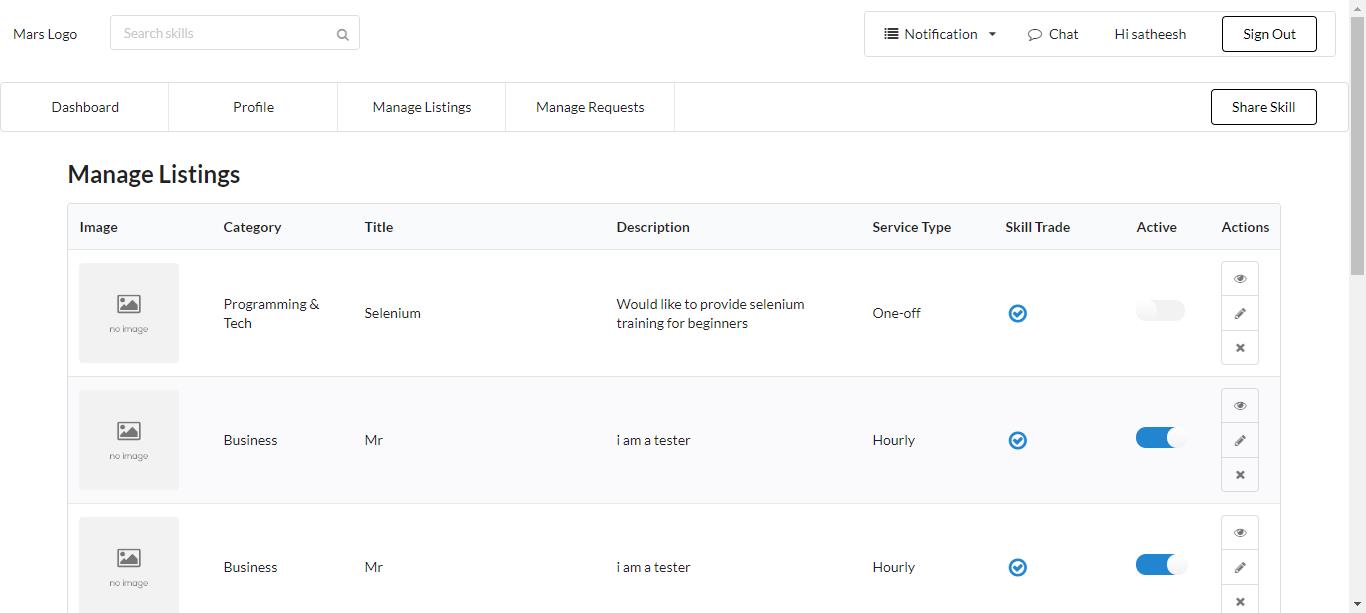 Mars Logo
Search skills
Notification
Chat
Hi satheesh
Sign Out
Dashboard
Profile
Manage Listings
Manage Requests
Share Skill
Manage Listings
Image Category Title Description Service Type Skill Trade Active Actions
no image
Programming &
Tech
Selenium
Would like to provide selenium
training for beginners
One-off
no image
Business
Mr
i am a tester
Hourly
no image
Business
Mr
i am a tester
Hourly